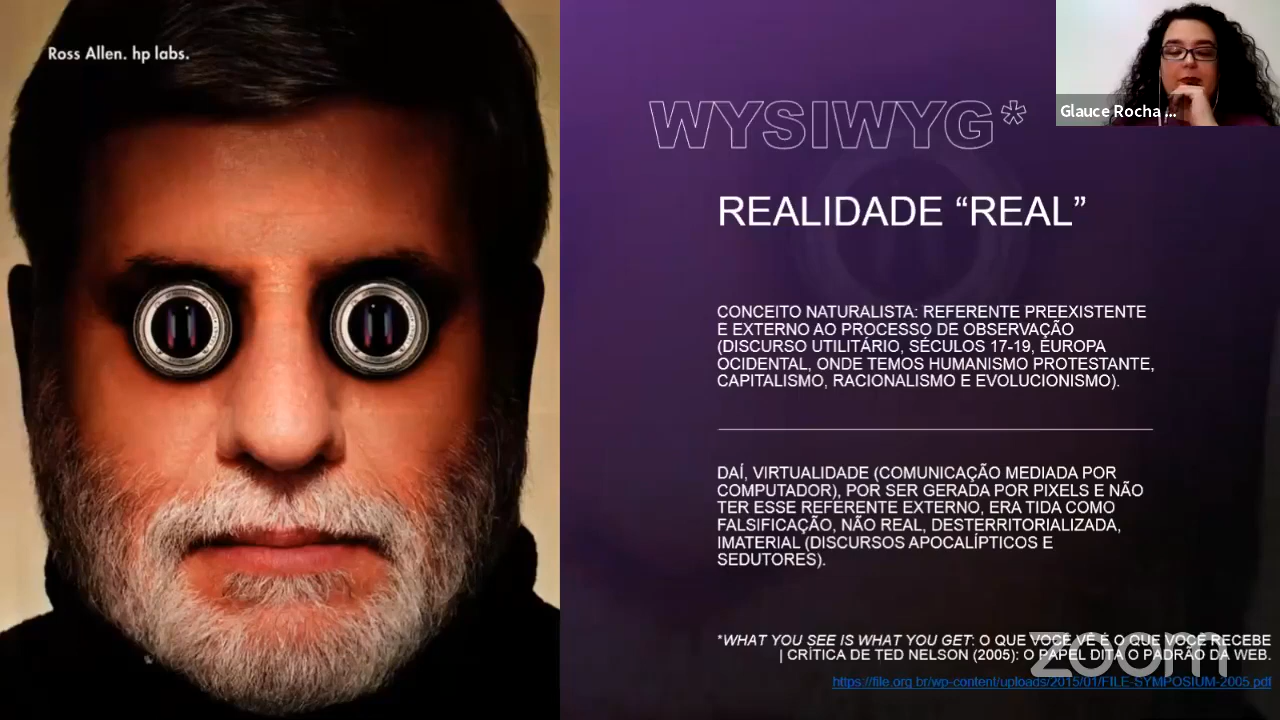 Ross Allen. hp labs.
Glauce Rocha ...
WYSIWYG*
REALIDADE “REAL”
CONCEITO NATURALISTA: REFERENTE PREEXISTENTE
E EXTERNO AO PROCESSO DE OBSERVAÇÃO
(DISCURSO UTILITÁRIO, SÉCULOS 17-19, EUROPA
OCIDENTAL, ONDE TEMOS HUMANISMO PROTESTANTE,
CAPITALISMO, RACIONALISMO E EVOLUCIONISMO).
DAÍ, VIRTUALIDADE (COMUNICAÇÃO MEDIADA POR
COMPUTADOR), POR SER GERADA POR PIXELS E NÃO
TER ESSE REFERENTE EXTERNO, ERA TIDA COMO
FALSIFICAÇÃO, NÃO REAL, DESTERRITORIALIZADA,
IMATERIAL (DISCURSOS APOCALÍPTICOS E
SEDUTORES).
*WHAT YOU SEE IS WHAT YOU GET: O QUE VOCÊ VÊ É O QUE VOCÊ RECEBE
| CRÍTICA DE TED NELSON (2005): O PAPEL DITA O PADRÃO DA WEB.
zoom
https://file.org.br/wp-content/uploads/2015/01/FILE-SYMPOSIUM-2005.pdf